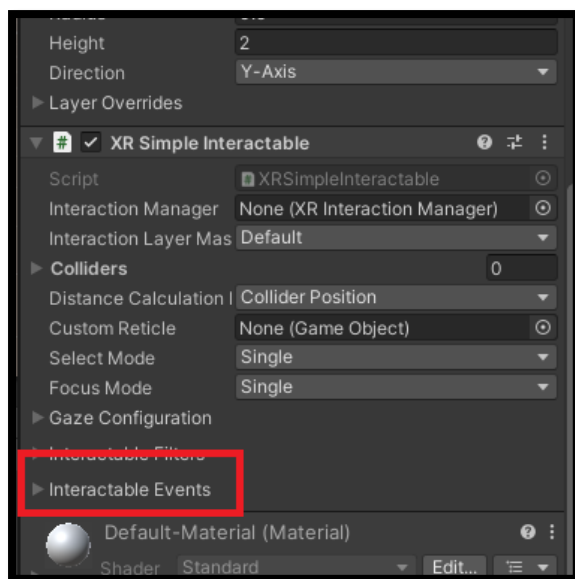 Height 2
Direction Y-Axis
Layer Overrides
# XR Simple Interactable
Script # XRSimpleInteractable
Interaction Manager None (XR Interaction Manager)
Interaction Layer Mas Default
Colliders 0
Distance Calculation I Collider Position
Custom Reticle None (Game Object)
Select Mode Single
Focus Mode Single
Gaze Configuration
Interactable Filters
Interactable Events
Default-Material (Material)
Shader Standard Edit...